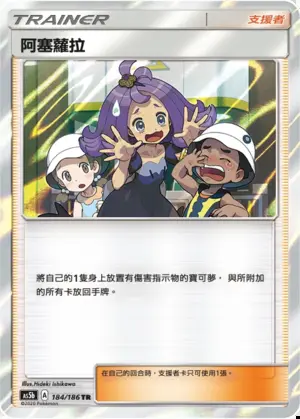 TRAINER
支援者
阿塞蘿拉
將自己的1隻身上放置有傷害指示物的寶可夢,與所附加
的所有卡放回手牌。
在自己的回合時,支援者卡只可使用1張。
Illus.Hideki Ishikawa
AS5b A 184/186 TR
©2020 Pokémon